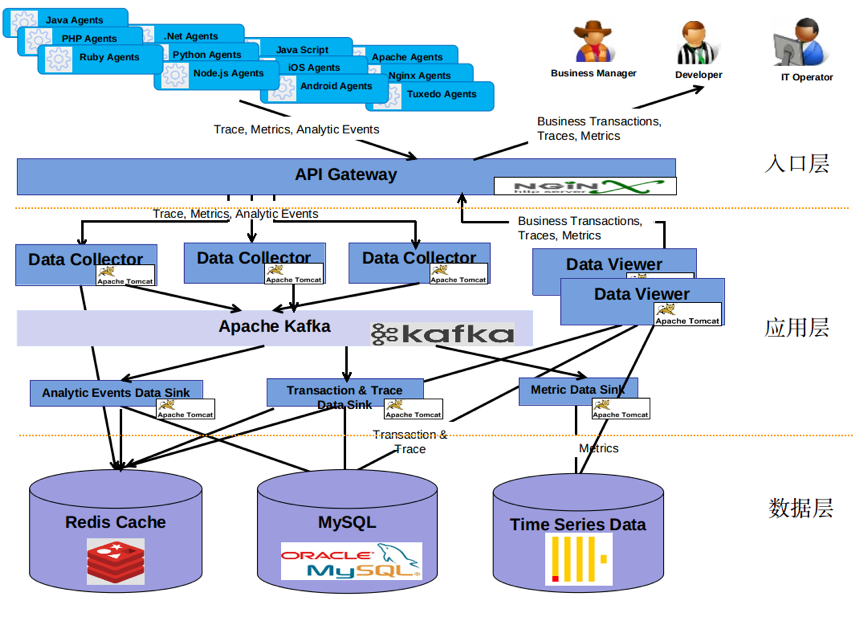 Java Agents
PHP Agents
Ruby Agents
.Net Agents
Python Agents
Node.js Agents
Java Script
iOS Agents
Android Agents
Apache Agents
Nginx Agents
Tuxedo Agents
Business Manager
Developer
IT Operator
Trace, Metrics, Analytic Events
Business Transactions,
Traces, Metrics
入口层
API Gateway
NGiNX
http server
Trace, Metrics, Analytic Events
Business Transactions,
Traces, Metrics
Data Collector
Apache Tomcat
Data Collector
Apache Tomcat
Data Collector
Apache Tomcat
Data Viewer
Data Viewer
Apache Tomcat
应用层
Apache Kafka
kafka
Analytic Events Data Sink
Apache Tomcat
Transaction & Trace
Data Sink
Apache Tomcat
Metric Data Sink
Apache Tomcat
Transaction &
Trace
Metrics
数据层
Redis Cache
MySQL
ORACLE
MySQL
Time Series Data